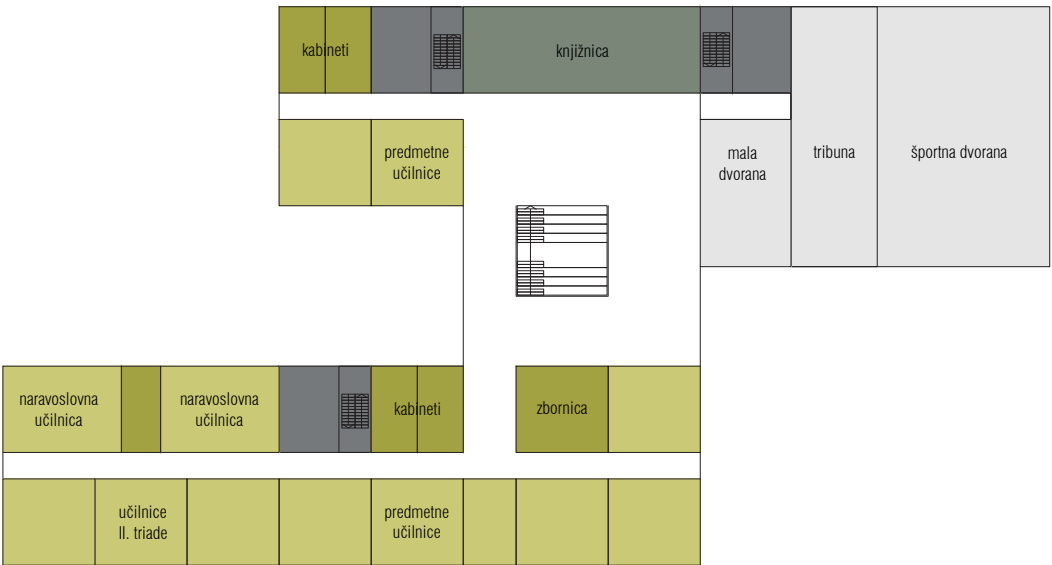 kabineti
knjižnica
predmetne
učilnice
mala
dvorana
tribuna
športna dvorana
naravoslovna
učilnica
naravoslovna
učilnica
kabineti
zbornica
učilnice
II. triade
predmetne
učilnice